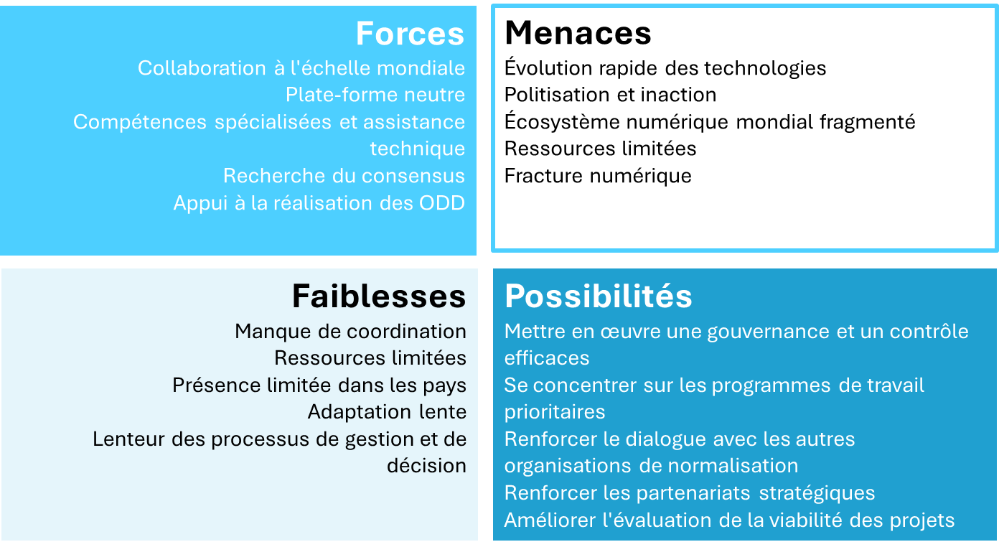 Forces
Collaboration à l'échelle mondiale
Plate-forme neutre
Compétences spécialisées et assistance
technique
Recherche du consensus
Appui à la réalisation des ODD
Menaces
Évolution rapide des technologies
Politisation et inaction
Écosystème numérique mondial fragmenté
Ressources limitées
Fracture numérique
Faiblesses
Manque de coordination
Ressources limitées
Présence limitée dans les pays
Adaptation lente
Lenteur des processus de gestion et de
décision
Possibilités
Mettre en œuvre une gouvernance et un contrôle
efficaces
Se concentrer sur les programmes de travail
prioritaires
Renforcer le dialogue avec les autres
organisations de normalisation
Renforcer les partenariats stratégiques
Améliorer l'évaluation de la viabilité des projets